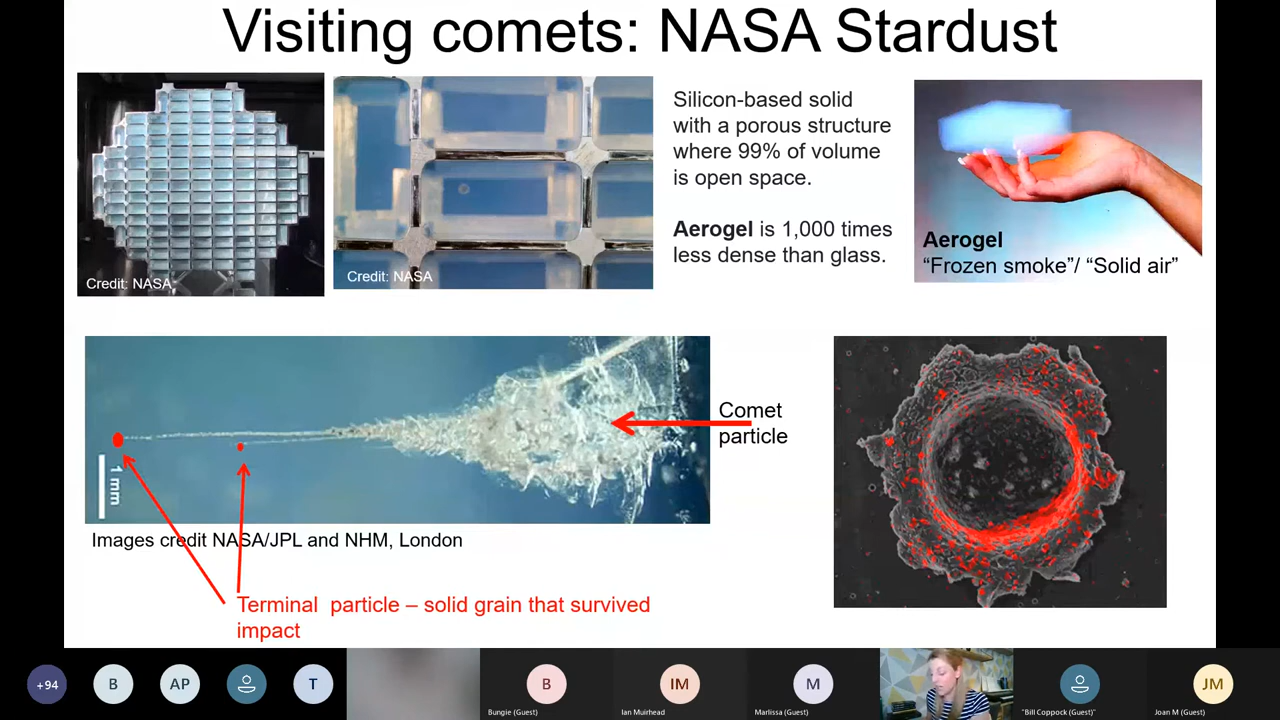 Visiting comets: NASA Stardust
Credit: NASA
Credit: NASA
Silicon-based solid
with a porous structure
where 99% of volume
is open space.
Aerogel is 1,000 times
less dense than glass.
Aerogel
“Frozen smoke”/ “Solid air”
Comet
particle
1 mm
Images credit NASA/JPL and NHM, London
Terminal particle – solid grain that survived
impact
+94
B
AP
T
B
Bungie (Guest)
IM
Ian Muirhead
M
Marlissa (Guest)
"Bill Coppock (Guest)"
JM
Joan M (Guest)